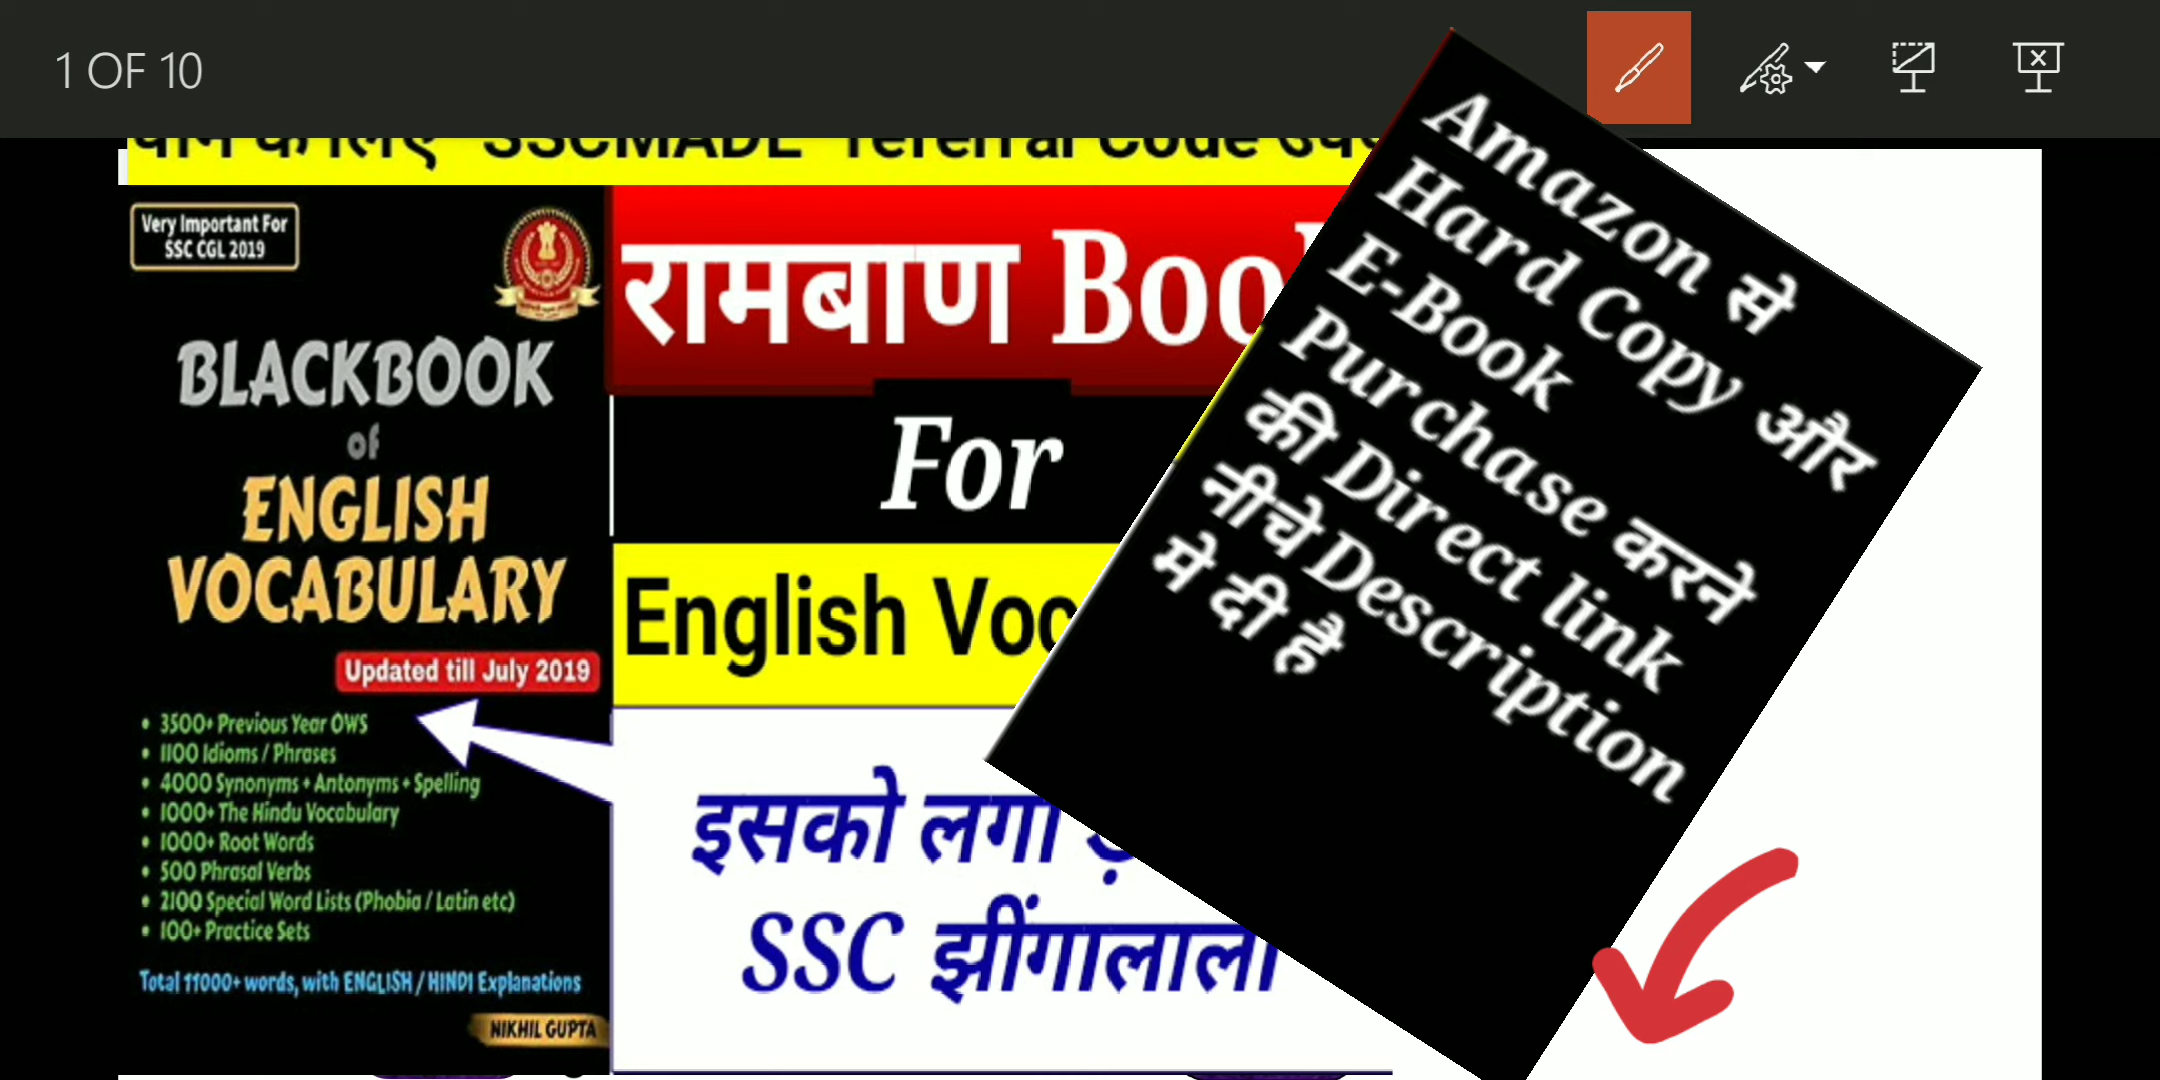 1 OF 10
पाने के लिए "SSCMADE" referral Code
Very Important For
SSC CGL 2019
BLACKBOOK
of
ENGLISH
VOCABULARY
Updated till July 2019
• 3500+ Previous Year OWS
• 1100 Idioms / Phrases
• 4000 Synonyms + Antonyms + Spelling
• 1000+ The Hindu Vocabulary
• 1000+ Root Words
• 500 Phrasal Verbs
• 2100 Special Word Lists (Phobia / Latin etc)
• 100+ Practice Sets
Total 11000+ words, with ENGLISH / HINDI Explanations
NIKHIL GUPTA
रामबाण Boo
For
English Voc
इसको लगा
SSC झींगालाला
Amazon से
Hard Copy और
E-Book
Purchase करने
की Direct link
नीचे Description
मे दी है